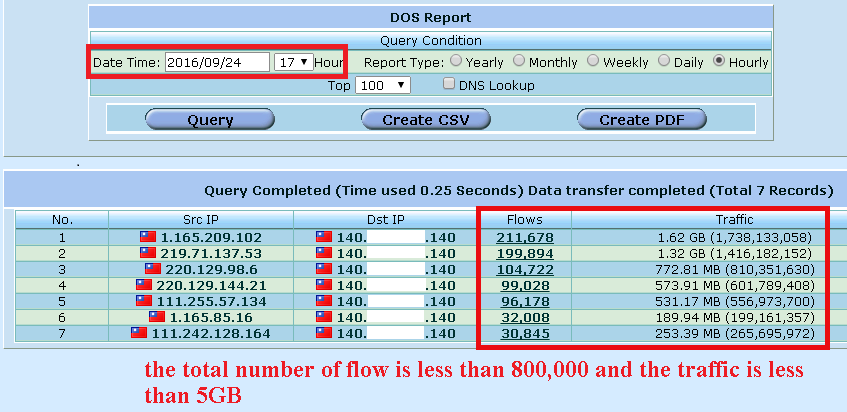 DOS Report
Query Condition
Date Time: 2016/09/24 17 Hour Report Type: Yearly Monthly Weekly Daily Hourly
Top 100 DNS Lookup
Query Create CSV Create PDF
Query Completed (Time used 0.25 Seconds) Data transfer completed (Total 7 Records)
No. Src IP Dst IP Flows Traffic
1 1.165.209.102 140. .140 211,678 1.62 GB (1,738,133,058)
2 219.71.137.53 140. .140 199,894 1.32 GB (1,416,182,152)
3 220.129.98.6 140. .140 104,722 772.81 MB (810,351,630)
4 220.129.144.21 140. .140 99,028 573.91 MB (601,789,408)
5 111.255.57.134 140. .140 96,178 531.17 MB (556,973,700)
6 1.165.85.16 140. .140 32,008 189.94 MB (199,161,357)
7 111.242.128.164 140. .140 30,845 253.39 MB (265,695,972)
the total number of flow is less than 800,000 and the traffic is less
than 5GB